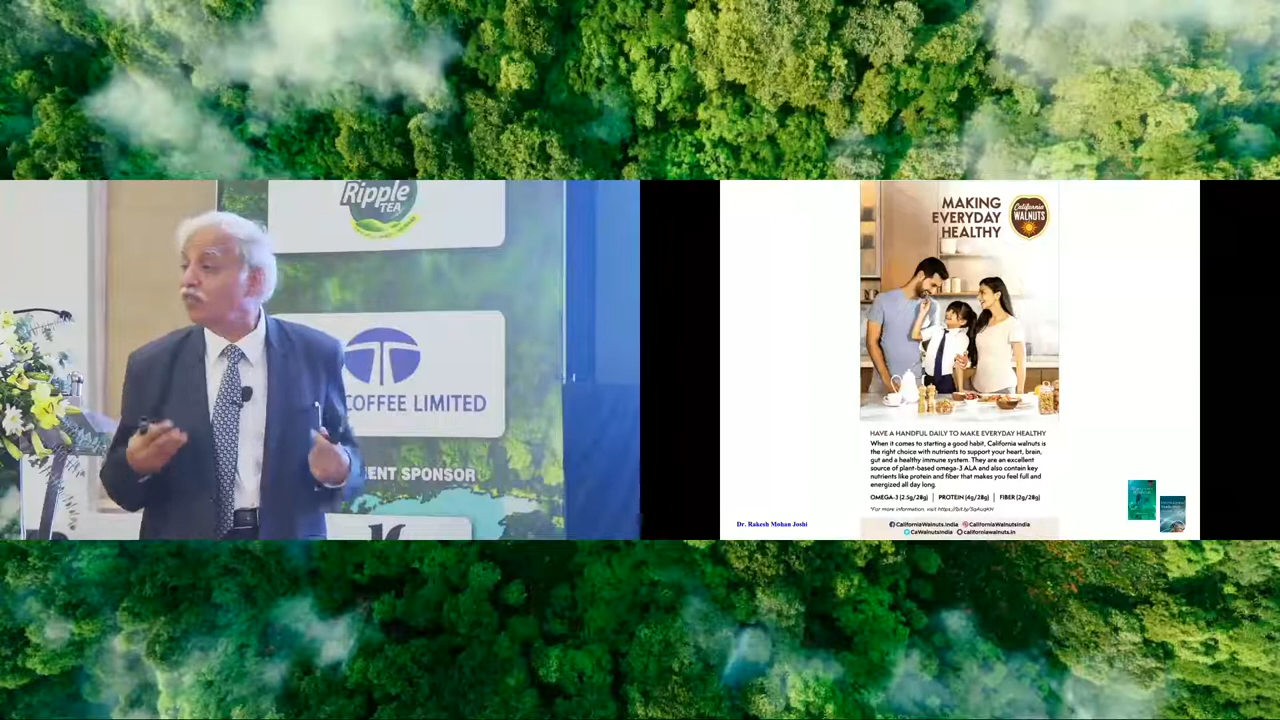 Ripple
TEA
COFFEE LIMITED
ENT SPONSOR
MAKING
EVERYDAY
HEALTHY
California
WALNUTS
HAVE A HANDFUL DAILY TO MAKE EVERYDAY HEALTHY
When it comes to starting a good habit, California walnuts is
the right choice with nutrients to support your heart, brain,
gut and a healthy immune system. They are an excellent
source of plant-based omega-3 ALA and also contain key
nutrients like protein and fiber that makes you feel full and
energized all day long.
OMEGA-3 (2.5g/28g) | PROTEIN (4g/28g) | FIBER (2g/28g)
*For more information, visit
CaliforniaWalnuts.India CaliforniaWalnutsIndia
CaWalnutsIndia californiawalnuts.in
Dr. Rakesh Mohan Joshi